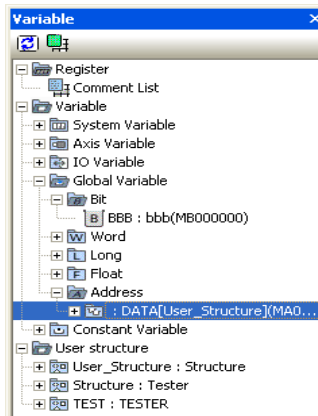 Variable
Register
Comment List
Variable
System Variable
Axis Variable
IO Variable
Global Variable
Bit
B BBB : bbb(MB000000)
W Word
L Long
F Float
Address
: DATA[User_Structure](MA0...
Constant Variable
User structure
User_Structure : Structure
Structure : Tester
TEST : TESTER